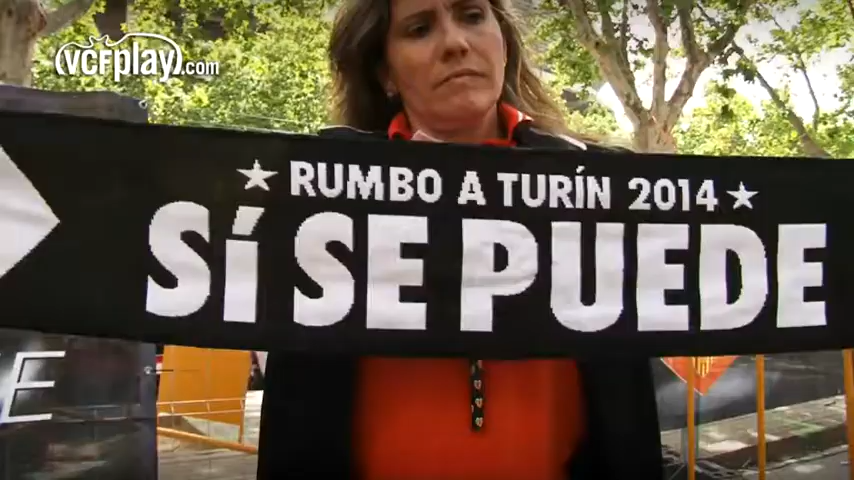 vcfplay.com
★ RUMBO A TURÍN 2014 ★
SÍ SE PUEDE
E